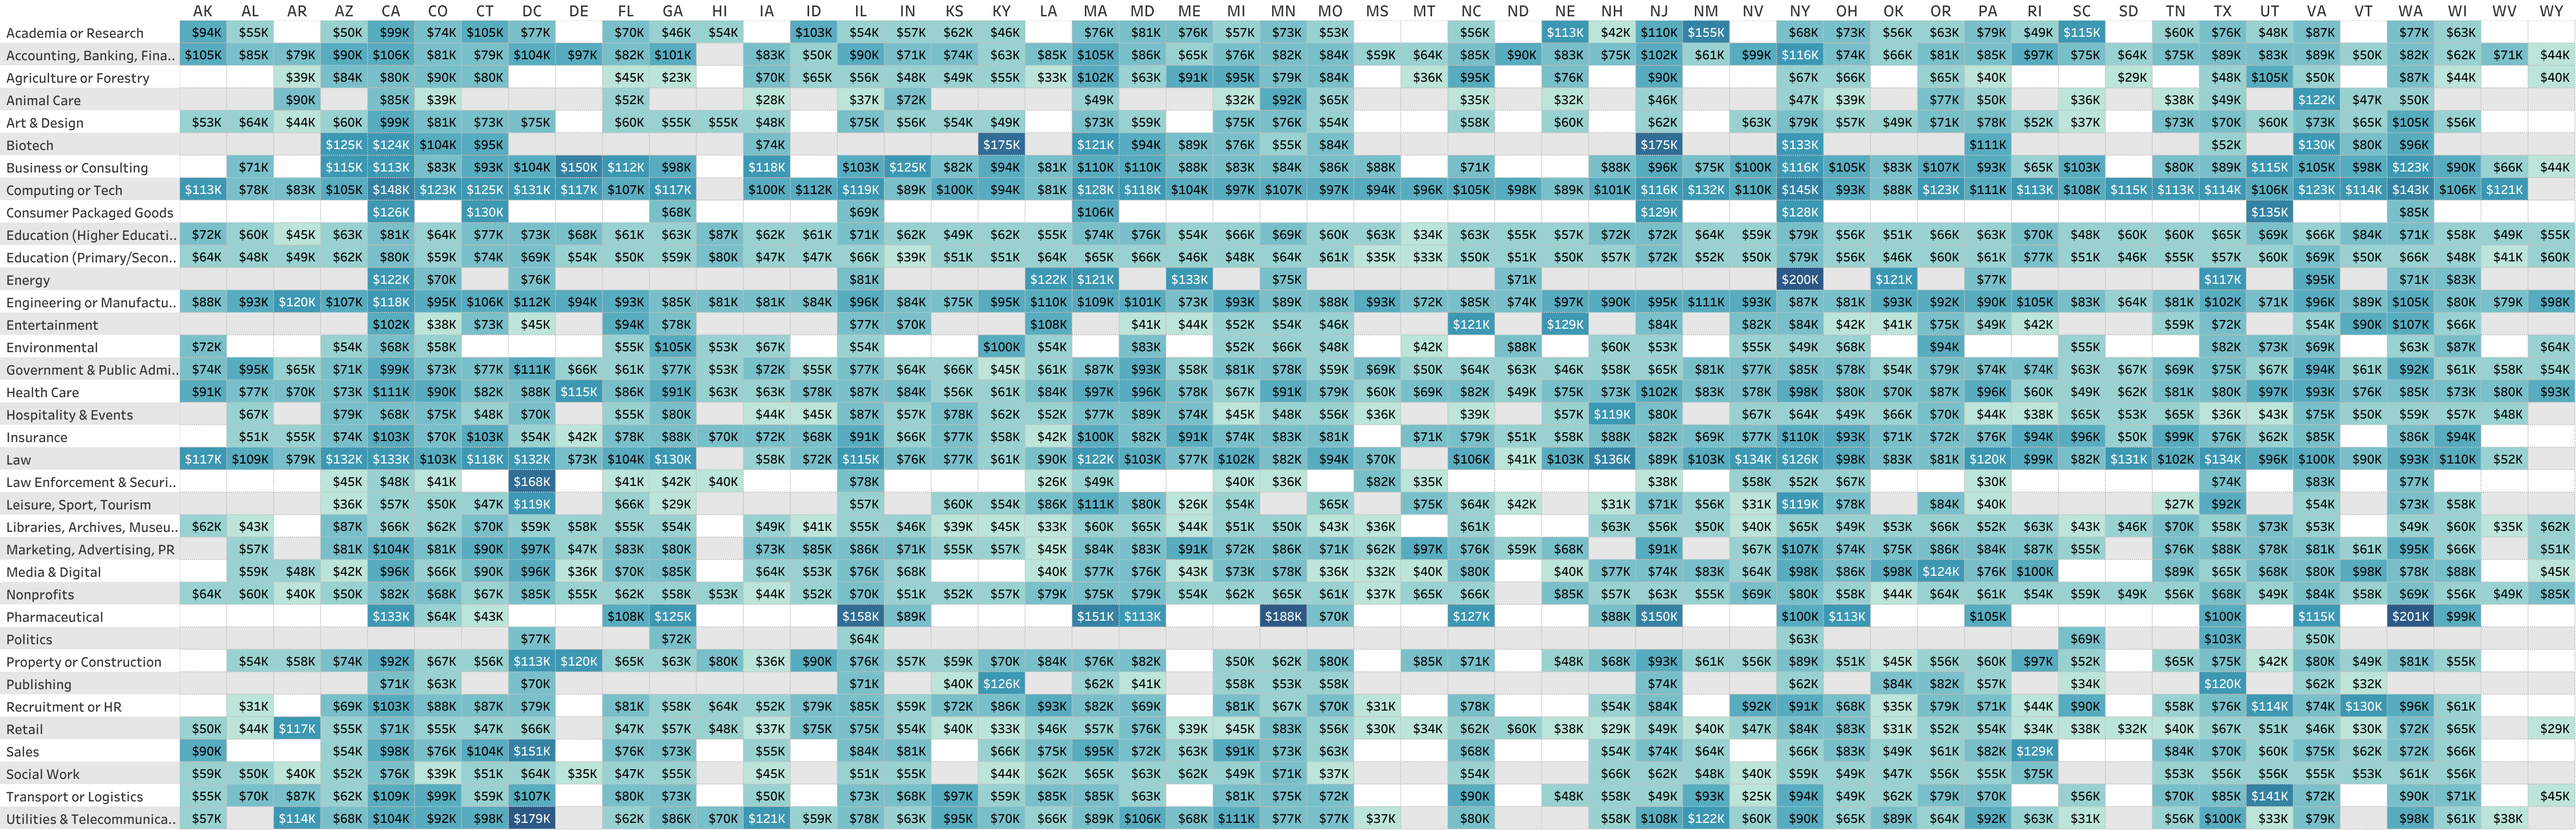 AK AL AR AZ CA CO CT DC DE FL GA HI IA ID IL IN KS KY LA MA MD ME MI MN MO MS MT NC ND NE NH NJ NM NV NY OH OK OR PA RI SC SD TN TX UT VA VT WA WI WV WY
Academia or Research $94K $55K $50K $99K $74K $105K $77K $70K $46K $54K $103K $54K $57K $62K $46K $76K $81K $76K $57K $73K $53K $56K $113K $42K $110K $155K $68K $73K $56K $63K $79K $49K $115K $60K $76K $48K $87K $77K $63K
Accounting, Banking, Fina.. $105K $85K $79K $90K $106K $81K $79K $104K $97K $82K $101K $83K $50K $90K $71K $74K $63K $85K $105K $86K $65K $76K $86K $75K $59K $64K $85K $90K $83K $75K $102K $61K $99K $116K $74K $66K $81K $85K $97K $75K $64K $75K $89K $83K $89K $50K $82K $62K $71K $44K
Agriculture or Forestry $39K $84K $80K $90K $80K $45K $23K $70K $65K $56K $48K $49K $55K $33K $102K $63K $91K $95K $79K $84K $36K $95K $76K $90K $67K $66K $65K $40K $29K $48K $105K $50K $87K $44K $40K
Animal Care $90K $85K $39K $52K $28K $37K $72K $49K $32K $92K $65K $35K $32K $46K $47K $39K $77K $50K $36K $38K $49K $122K $47K $50K
Art & Design $53K $64K $44K $60K $99K $81K $73K $75K $60K $55K $55K $48K $75K $56K $54K $49K $73K $59K $75K $76K $54K $58K $60K $62K $63K $79K $57K $49K $71K $78K $52K $37K $73K $70K $60K $73K $65K $105K $56K
Biotech $125K $124K $104K $95K $74K $175K $121K $94K $89K $76K $55K $84K $175K $133K $111K $52K $130K $80K $96K
Business or Consulting $71K $115K $113K $83K $93K $104K $150K $112K $98K $118K $103K $125K $82K $94K $81K $110K $110K $88K $83K $84K $86K $88K $71K $88K $96K $75K $100K $116K $105K $83K $107K $93K $65K $103K $80K $89K $115K $105K $98K $123K $90K $66K $44K
Computing or Tech $113K $78K $83K $105K $148K $123K $125K $131K $117K $107K $117K $100K $112K $119K $89K $100K $94K $81K $128K $118K $104K $97K $107K $97K $94K $96K $105K $98K $89K $101K $116K $132K $110K $145K $93K $88K $123K $111K $113K $108K $115K $113K $114K $106K $123K $114K $143K $106K $121K
Consumer Packaged Goods $126K $130K $68K $69K $106K $129K $128K $135K $85K
Education (Higher Educati.. $72K $60K $45K $63K $81K $64K $77K $73K $68K $61K $63K $87K $62K $61K $71K $62K $49K $62K $55K $74K $76K $54K $66K $69K $60K $63K $34K $63K $55K $57K $72K $72K $64K $59K $79K $56K $51K $66K $63K $70K $48K $60K $60K $65K $69K $66K $84K $71K $58K $49K $55K
Education (Primary/Secon.. $64K $48K $49K $62K $80K $59K $74K $69K $54K $50K $59K $80K $47K $47K $66K $39K $51K $51K $64K $65K $66K $46K $48K $64K $61K $35K $33K $50K $51K $50K $57K $72K $52K $50K $79K $56K $46K $60K $61K $77K $51K $46K $55K $57K $60K $69K $50K $66K $48K $41K $60K
Energy $122K $70K $76K $81K $122K $121K $133K $75K $71K $200K $121K $77K $117K $95K $71K $83K
Engineering or Manufactu.. $88K $93K $120K $107K $118K $95K $106K $112K $94K $93K $85K $81K $81K $84K $96K $84K $75K $95K $110K $109K $101K $73K $93K $89K $88K $93K $72K $85K $74K $97K $90K $95K $111K $93K $87K $81K $93K $92K $90K $105K $83K $64K $81K $102K $71K $96K $89K $105K $80K $79K $98K
Entertainment $102K $38K $73K $45K $94K $78K $77K $70K $108K $41K $44K $52K $54K $46K $121K $129K $84K $82K $84K $42K $41K $75K $49K $42K $59K $72K $54K $90K $107K $66K
Environmental $72K $54K $68K $58K $55K $105K $53K $67K $54K $100K $54K $83K $52K $66K $48K $42K $88K $60K $53K $55K $49K $68K $94K $55K $82K $73K $69K $63K $87K $64K
Government & Public Admi.. $74K $95K $65K $71K $99K $73K $77K $111K $66K $61K $77K $53K $72K $55K $77K $64K $66K $45K $61K $87K $93K $58K $81K $78K $59K $69K $50K $64K $63K $46K $58K $65K $81K $77K $85K $78K $54K $79K $74K $74K $63K $67K $69K $75K $67K $94K $61K $92K $61K $58K $54K
Health Care $91K $77K $70K $73K $111K $90K $82K $88K $115K $86K $91K $63K $63K $78K $87K $84K $56K $61K $84K $97K $96K $78K $67K $91K $79K $60K $69K $82K $49K $75K $73K $102K $83K $78K $98K $80K $70K $87K $96K $60K $49K $62K $81K $80K $97K $93K $76K $85K $73K $80K $93K
Hospitality & Events $67K $79K $68K $75K $48K $70K $55K $80K $44K $45K $87K $57K $78K $62K $52K $77K $89K $74K $45K $48K $56K $36K $39K $57K $119K $80K $67K $64K $49K $66K $70K $44K $38K $65K $53K $65K $36K $43K $75K $50K $59K $57K $48K
Insurance $51K $55K $74K $103K $70K $103K $54K $42K $78K $88K $70K $72K $68K $91K $66K $77K $58K $42K $100K $82K $91K $74K $83K $81K $71K $79K $51K $58K $88K $82K $69K $77K $110K $93K $71K $72K $76K $94K $96K $50K $99K $76K $62K $85K $86K $94K
Law $117K $109K $79K $132K $133K $103K $118K $132K $73K $104K $130K $58K $72K $115K $76K $77K $61K $90K $122K $103K $77K $102K $82K $94K $70K $106K $41K $103K $136K $89K $103K $134K $126K $98K $83K $81K $120K $99K $82K $131K $102K $134K $96K $100K $90K $93K $110K $52K
Law Enforcement & Securi.. $45K $48K $41K $168K $41K $42K $40K $78K $26K $49K $40K $36K $82K $35K $38K $58K $52K $67K $30K $74K $83K $77K
Leisure, Sport, Tourism $36K $57K $50K $47K $119K $66K $29K $57K $60K $54K $86K $111K $80K $26K $54K $65K $75K $64K $42K $31K $71K $56K $31K $119K $78K $84K $40K $27K $92K $54K $73K $58K
Libraries, Archives, Museu.. $62K $43K $87K $66K $62K $70K $59K $58K $55K $54K $49K $41K $55K $46K $39K $45K $33K $60K $65K $44K $51K $50K $43K $36K $61K $63K $56K $50K $40K $65K $49K $53K $66K $52K $63K $43K $46K $70K $58K $73K $53K $49K $60K $35K $62K
Marketing, Advertising, PR $57K $81K $104K $81K $90K $97K $47K $83K $80K $73K $85K $86K $71K $55K $57K $45K $84K $83K $91K $72K $86K $71K $62K $97K $76K $59K $68K $91K $67K $107K $74K $75K $86K $84K $87K $55K $76K $88K $78K $81K $61K $95K $66K $51K
Media & Digital $59K $48K $42K $96K $66K $90K $96K $36K $70K $85K $64K $53K $76K $68K $40K $77K $76K $43K $73K $78K $36K $32K $40K $80K $40K $77K $74K $83K $64K $98K $86K $98K $124K $76K $100K $89K $65K $68K $80K $98K $78K $88K $45K
Nonprofits $64K $60K $40K $50K $82K $68K $67K $85K $55K $62K $58K $53K $44K $52K $70K $51K $52K $57K $79K $75K $79K $54K $62K $65K $61K $37K $65K $66K $85K $57K $63K $55K $69K $80K $58K $44K $64K $61K $54K $59K $49K $56K $68K $49K $84K $58K $69K $56K $49K $85K
Pharmaceutical $133K $64K $43K $108K $125K $158K $89K $151K $113K $188K $70K $127K $88K $150K $100K $113K $105K $100K $115K $201K $99K
Politics $77K $72K $64K $63K $69K $103K $50K
Property or Construction $54K $58K $74K $92K $67K $56K $113K $120K $65K $63K $80K $36K $90K $76K $57K $59K $70K $84K $76K $82K $50K $62K $80K $85K $71K $48K $68K $93K $61K $56K $89K $51K $45K $56K $60K $97K $52K $65K $75K $42K $80K $49K $81K $55K
Publishing $71K $63K $70K $71K $40K $126K $62K $41K $58K $53K $58K $74K $62K $84K $82K $57K $34K $120K $62K $32K
Recruitment or HR $31K $69K $103K $88K $87K $79K $81K $58K $64K $52K $79K $85K $59K $72K $86K $93K $82K $69K $81K $67K $70K $31K $78K $54K $84K $92K $91K $68K $35K $79K $71K $44K $90K $58K $76K $114K $74K $130K $96K $61K
Retail $50K $44K $117K $55K $71K $55K $47K $66K $48K $57K $48K $37K $75K $75K $54K $40K $33K $46K $57K $76K $39K $45K $83K $56K $30K $34K $62K $60K $38K $29K $49K $40K $47K $84K $83K $31K $52K $54K $34K $38K $32K $40K $67K $51K $46K $30K $72K $65K $29K
Sales $90K $54K $98K $76K $104K $151K $76K $73K $55K $84K $81K $66K $75K $95K $72K $63K $91K $73K $63K $68K $54K $74K $64K $66K $83K $49K $61K $82K $129K $84K $70K $60K $75K $62K $72K $66K
Social Work $59K $50K $40K $52K $76K $39K $51K $64K $35K $47K $55K $45K $51K $55K $44K $62K $65K $63K $62K $49K $71K $37K $54K $66K $62K $48K $40K $59K $49K $47K $56K $55K $75K $53K $56K $56K $55K $53K $61K $56K
Transport or Logistics $55K $70K $87K $62K $109K $99K $59K $107K $80K $73K $50K $73K $68K $97K $59K $85K $85K $63K $81K $75K $72K $90K $48K $58K $49K $93K $25K $94K $49K $62K $79K $70K $56K $70K $85K $141K $72K $90K $71K $45K
Utilities & Telecommunica.. $57K $114K $68K $104K $92K $98K $179K $62K $86K $70K $121K $59K $78K $63K $95K $70K $66K $89K $106K $68K $111K $77K $77K $37K $80K $58K $108K $122K $60K $90K $65K $89K $64K $92K $63K $31K $56K $100K $33K $79K $98K $61K $38K